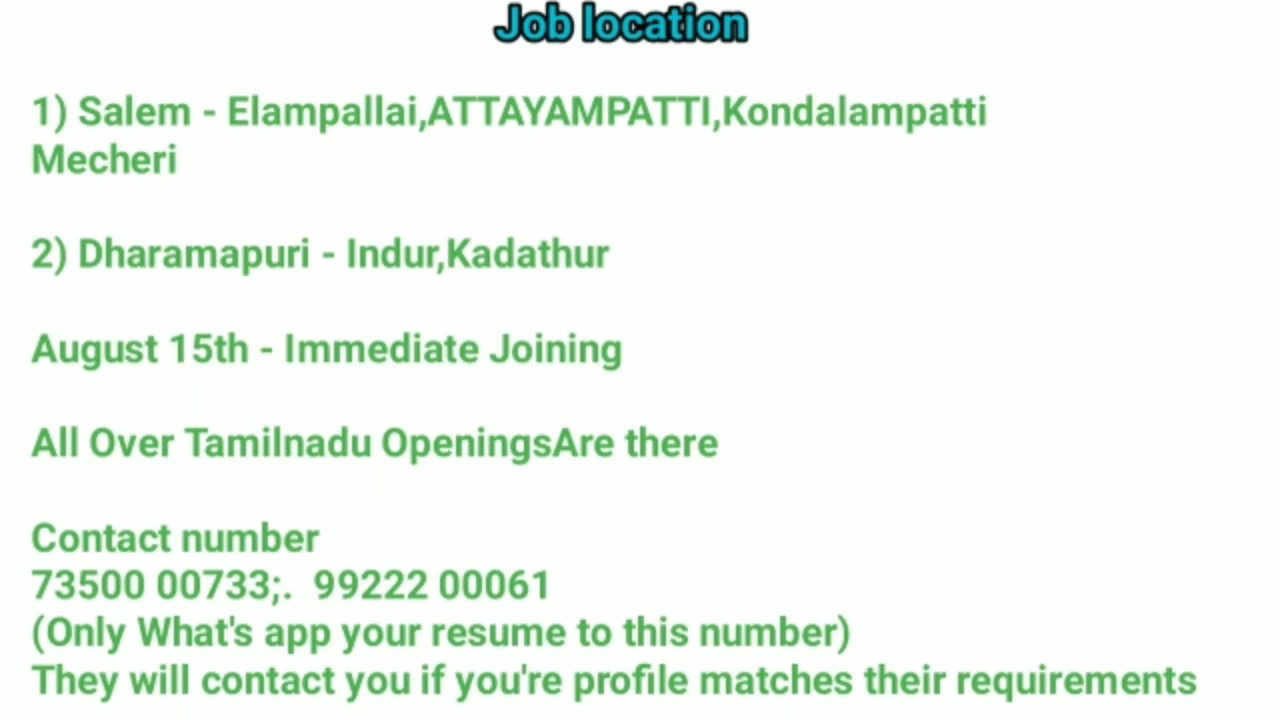 Job location
1) Salem - Elampallai,ATTAYAMPATTI,Kondalampatti
Mecheri
2) Dharamapuri - Indur,Kadathur
August 15th - Immediate Joining
All Over Tamilnadu OpeningsAre there
Contact number
73500 00733;.  99222 00061
(Only What's app your resume to this number)
They will contact you if you're profile matches their requirements